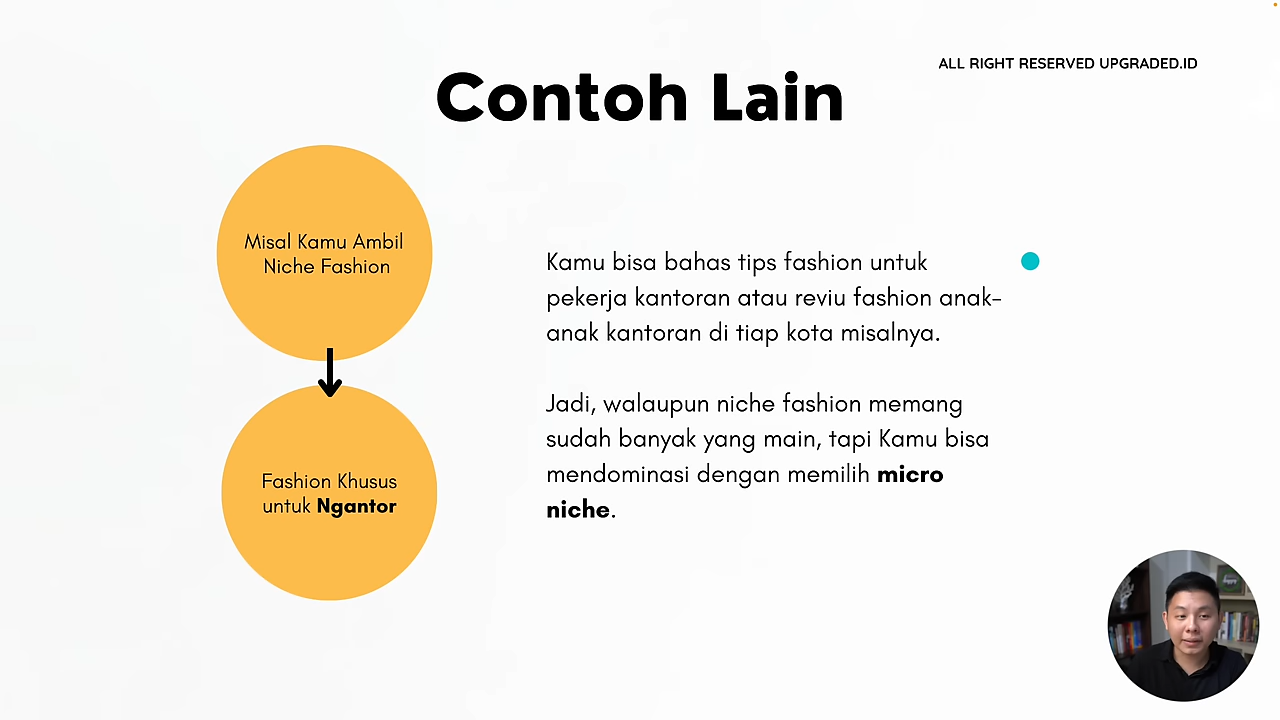 ALL RIGHT RESERVED UPGRADED.ID
Contoh Lain
Misal Kamu Ambil
Niche Fashion
Fashion Khusus
untuk Ngantor
Kamu bisa bahas tips fashion untuk
pekerja kantoran atau reviu fashion anak-
anak kantoran di tiap kota misalnya.
Jadi, walaupun niche fashion memang
sudah banyak yang main, tapi Kamu bisa
mendominasi dengan memilih micro
niche.